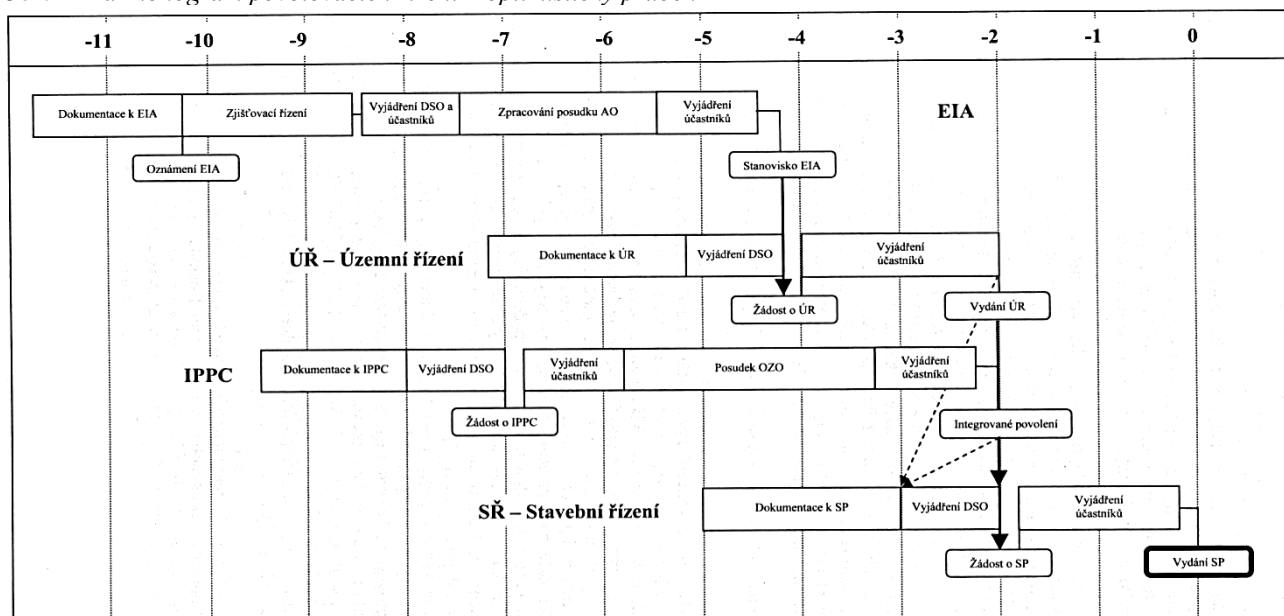 -11 -10 -9 -8 -7 -6 -5 -4 -3 -2 -1 0
Dokumentace k EIA
Zjišťovací řízení
Vyjádření DSO a
účastníků
Zpracování posudku AO
Vyjádření
účastníků
EIA
Oznámení EIA
Stanovisko EIA
ÚŘ – Územní řízení
Dokumentace k ÚR
Vyjádření DSO
Vyjádření
účastníků
Žádost o ÚR
Vydání ÚR
IPPC
Dokumentace k IPPC
Vyjádření DSO
Vyjádření
účastníků
Posudek OZO
Vyjádření
účastníků
Žádost o IPPC
Integrované povolení
SŘ – Stavební řízení
Dokumentace k SP
Vyjádření DSO
Vyjádření
účastníků
Žádost o SP
Vydání SP